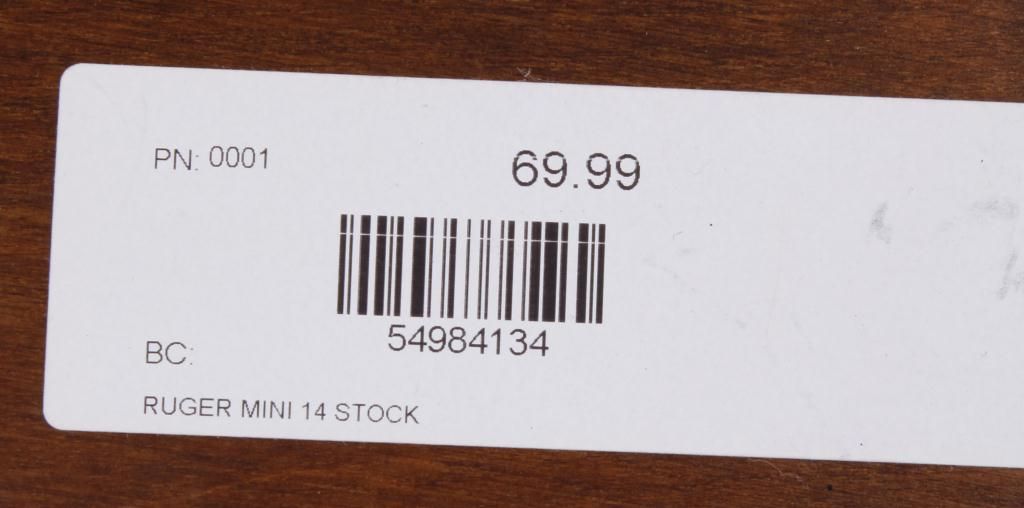 PN: 0001
69.99
54984134
BC:
RUGER MINI 14 STOCK